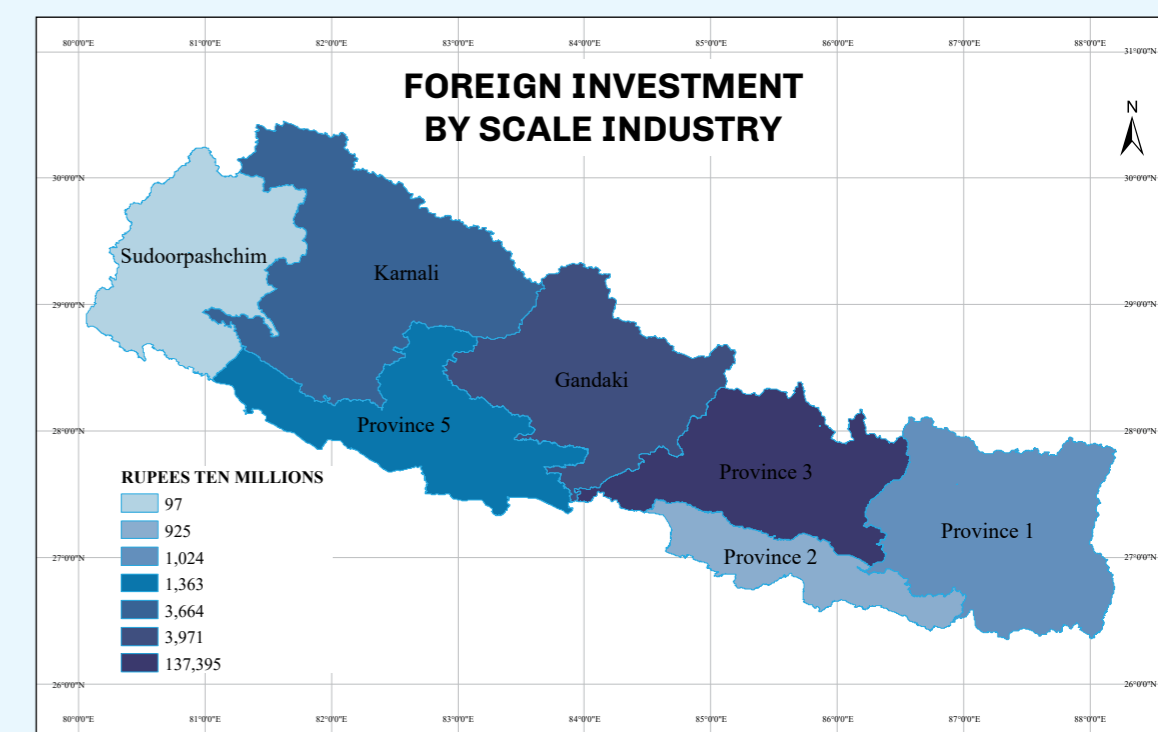 80°0'0"E 81°0'0"E 82°0'0"E 83°0'0"E 84°0'0"E 85°0'0"E 86°0'0"E 87°0'0"E 88°0'0"E
31°0'0"N
FOREIGN INVESTMENT
BY SCALE INDUSTRY
N
30°0'0"N 30°0'0"N
Sudoorpashchim
Karnali
29°0'0"N 29°0'0"N
Gandaki
Province 5
28°0'0"N 28°0'0"N
Province 3
RUPEES TEN MILLIONS
97
925
1,024
1,363
3,664
3,971
137,395
Province 1
Province 2
27°0'0"N 27°0'0"N
26°0'0"N 26°0'0"N
80°0'0"E 81°0'0"E 82°0'0"E 83°0'0"E 84°0'0"E 85°0'0"E 86°0'0"E 87°0'0"E 88°0'0"E